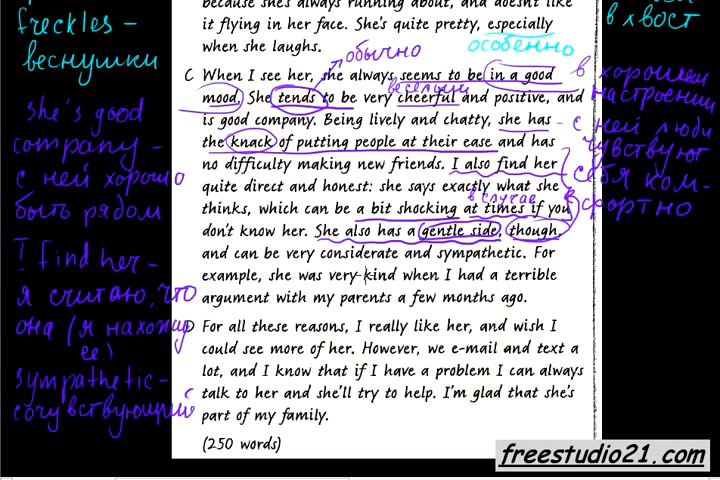 because she's always running about, and doesn't like
it flying in her face. She's quite pretty, especially
when she laughs.
C When I see her, she always seems to be in a good
mood. She tends to be very cheerful and positive, and
is good company. Being lively and chatty, she has
the knack of putting people at their ease and has
no difficulty making new friends. I also find her
quite direct and honest: she says exactly what she
thinks, which can be a bit shocking at times if you
don't know her. She also has a gentle side, though,
and can be very considerate and sympathetic. For
example, she was very kind when I had a terrible
argument with my parents a few months ago.
D For all these reasons, I really like her, and wish I
could see more of her. However, we e-mail and text a
lot, and I know that if I have a problem I can always
talk to her and she'll try to help. I'm glad that she's
part of my family.
(250 words)
freckles –
веснушки
she's good
company –
с ней хорошо
быть рядом
I find her –
я считаю, что
она (я нахожу
ее)
sympathetic –
сочувствующий
обычно
особенно
веселый
в случае
в хвост
в хорошем
настроении
с ней люди
чувствуют
себя ком-
фортно
freestudio21.com